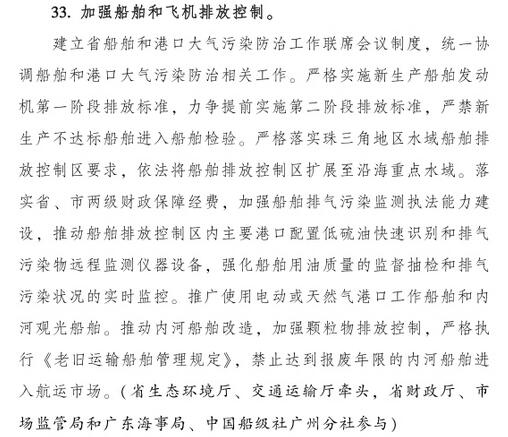 33. 加强船舶和飞机排放控制。
建立省船舶和港口大气污染防治工作联席会议制度，统一协
调船舶和港口大气污染防治相关工作。严格实施新生产船舶发动
机第一阶段排放标准，力争提前实施第二阶段排放标准，严禁新
生产不达标船舶进入船舶检验。严格落实珠三角地区水域船舶排
放控制区要求，依法将船舶排放控制区扩展至沿海重点水域。落
实省、市两级财政保障经费，加强船舶排气污染监测执法能力建
设，推动船舶排放控制区内主要港口配置低硫油快速识别和排气
污染物远程监测仪器设备，强化船舶用油质量的监督抽检和排气
污染状况的实时监控。推广使用电动或天然气港口工作船舶和内
河观光船舶。推动内河船舶改造，加强颗粒物排放控制，严格执
行《老旧运输船舶管理规定》，禁止达到报废年限的内河船舶进
入航运市场。（省生态环境厅、交通运输厅牵头，省财政厅、市
场监管局和广东海事局、中国船级社广州分社参与）